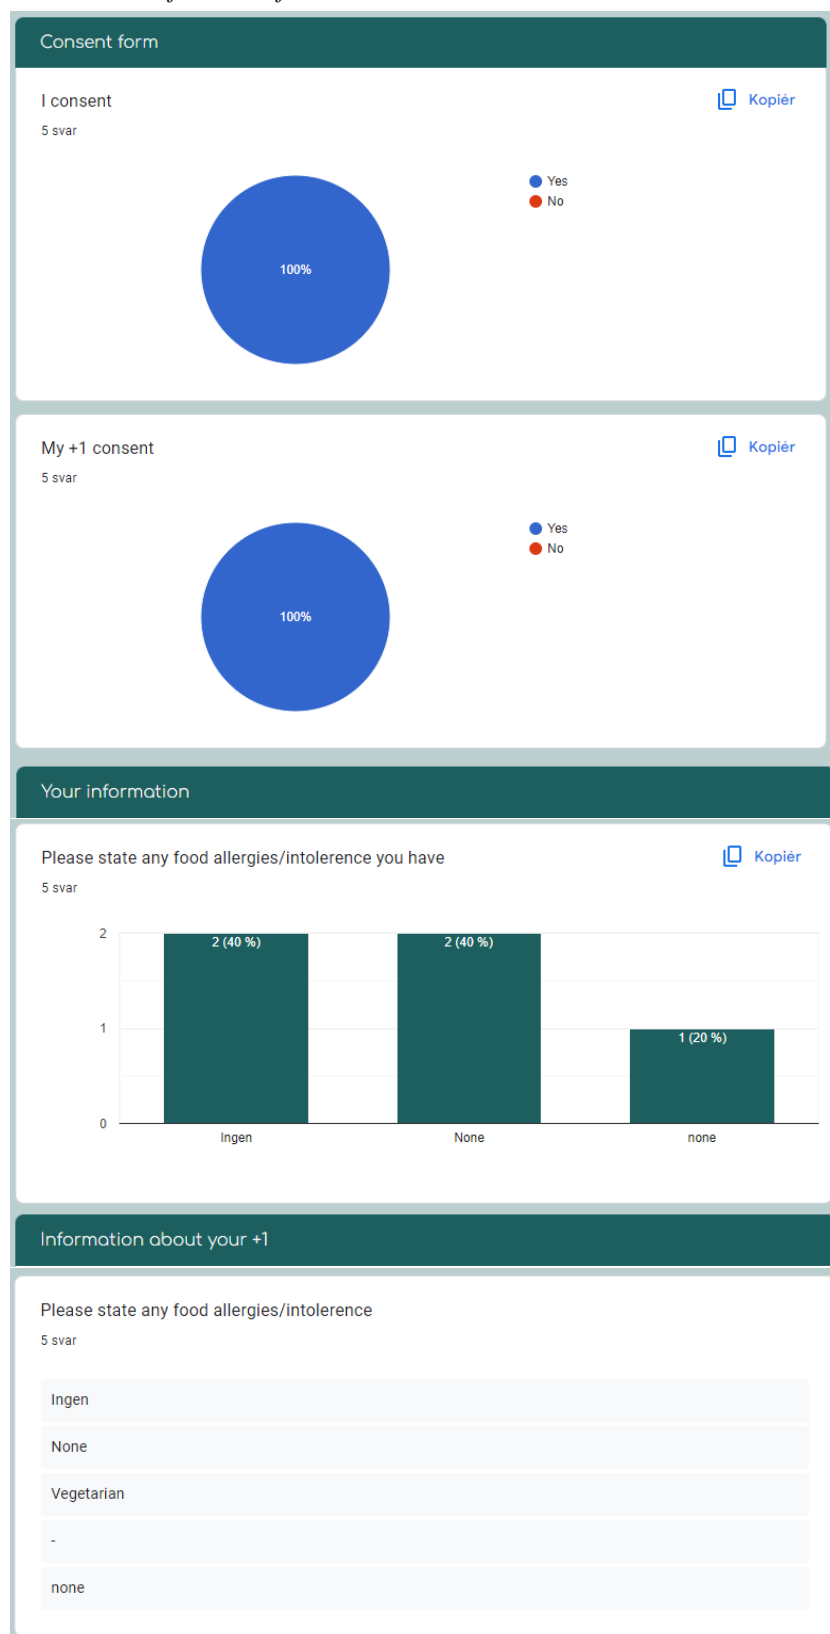 Consent form
I consent
Kopiér
5 svar
Yes
No
100%
My +1 consent
Kopiér
5 svar
Yes
No
100%
Your information
Please state any food allergies/intolerence you have
Kopiér
5 svar
2
2 (40 %)
2 (40 %)
1
1 (20 %)
0
Ingen
None
none
Information about your +1
Please state any food allergies/intolerence
5 svar
Ingen
None
Vegetarian
-
none